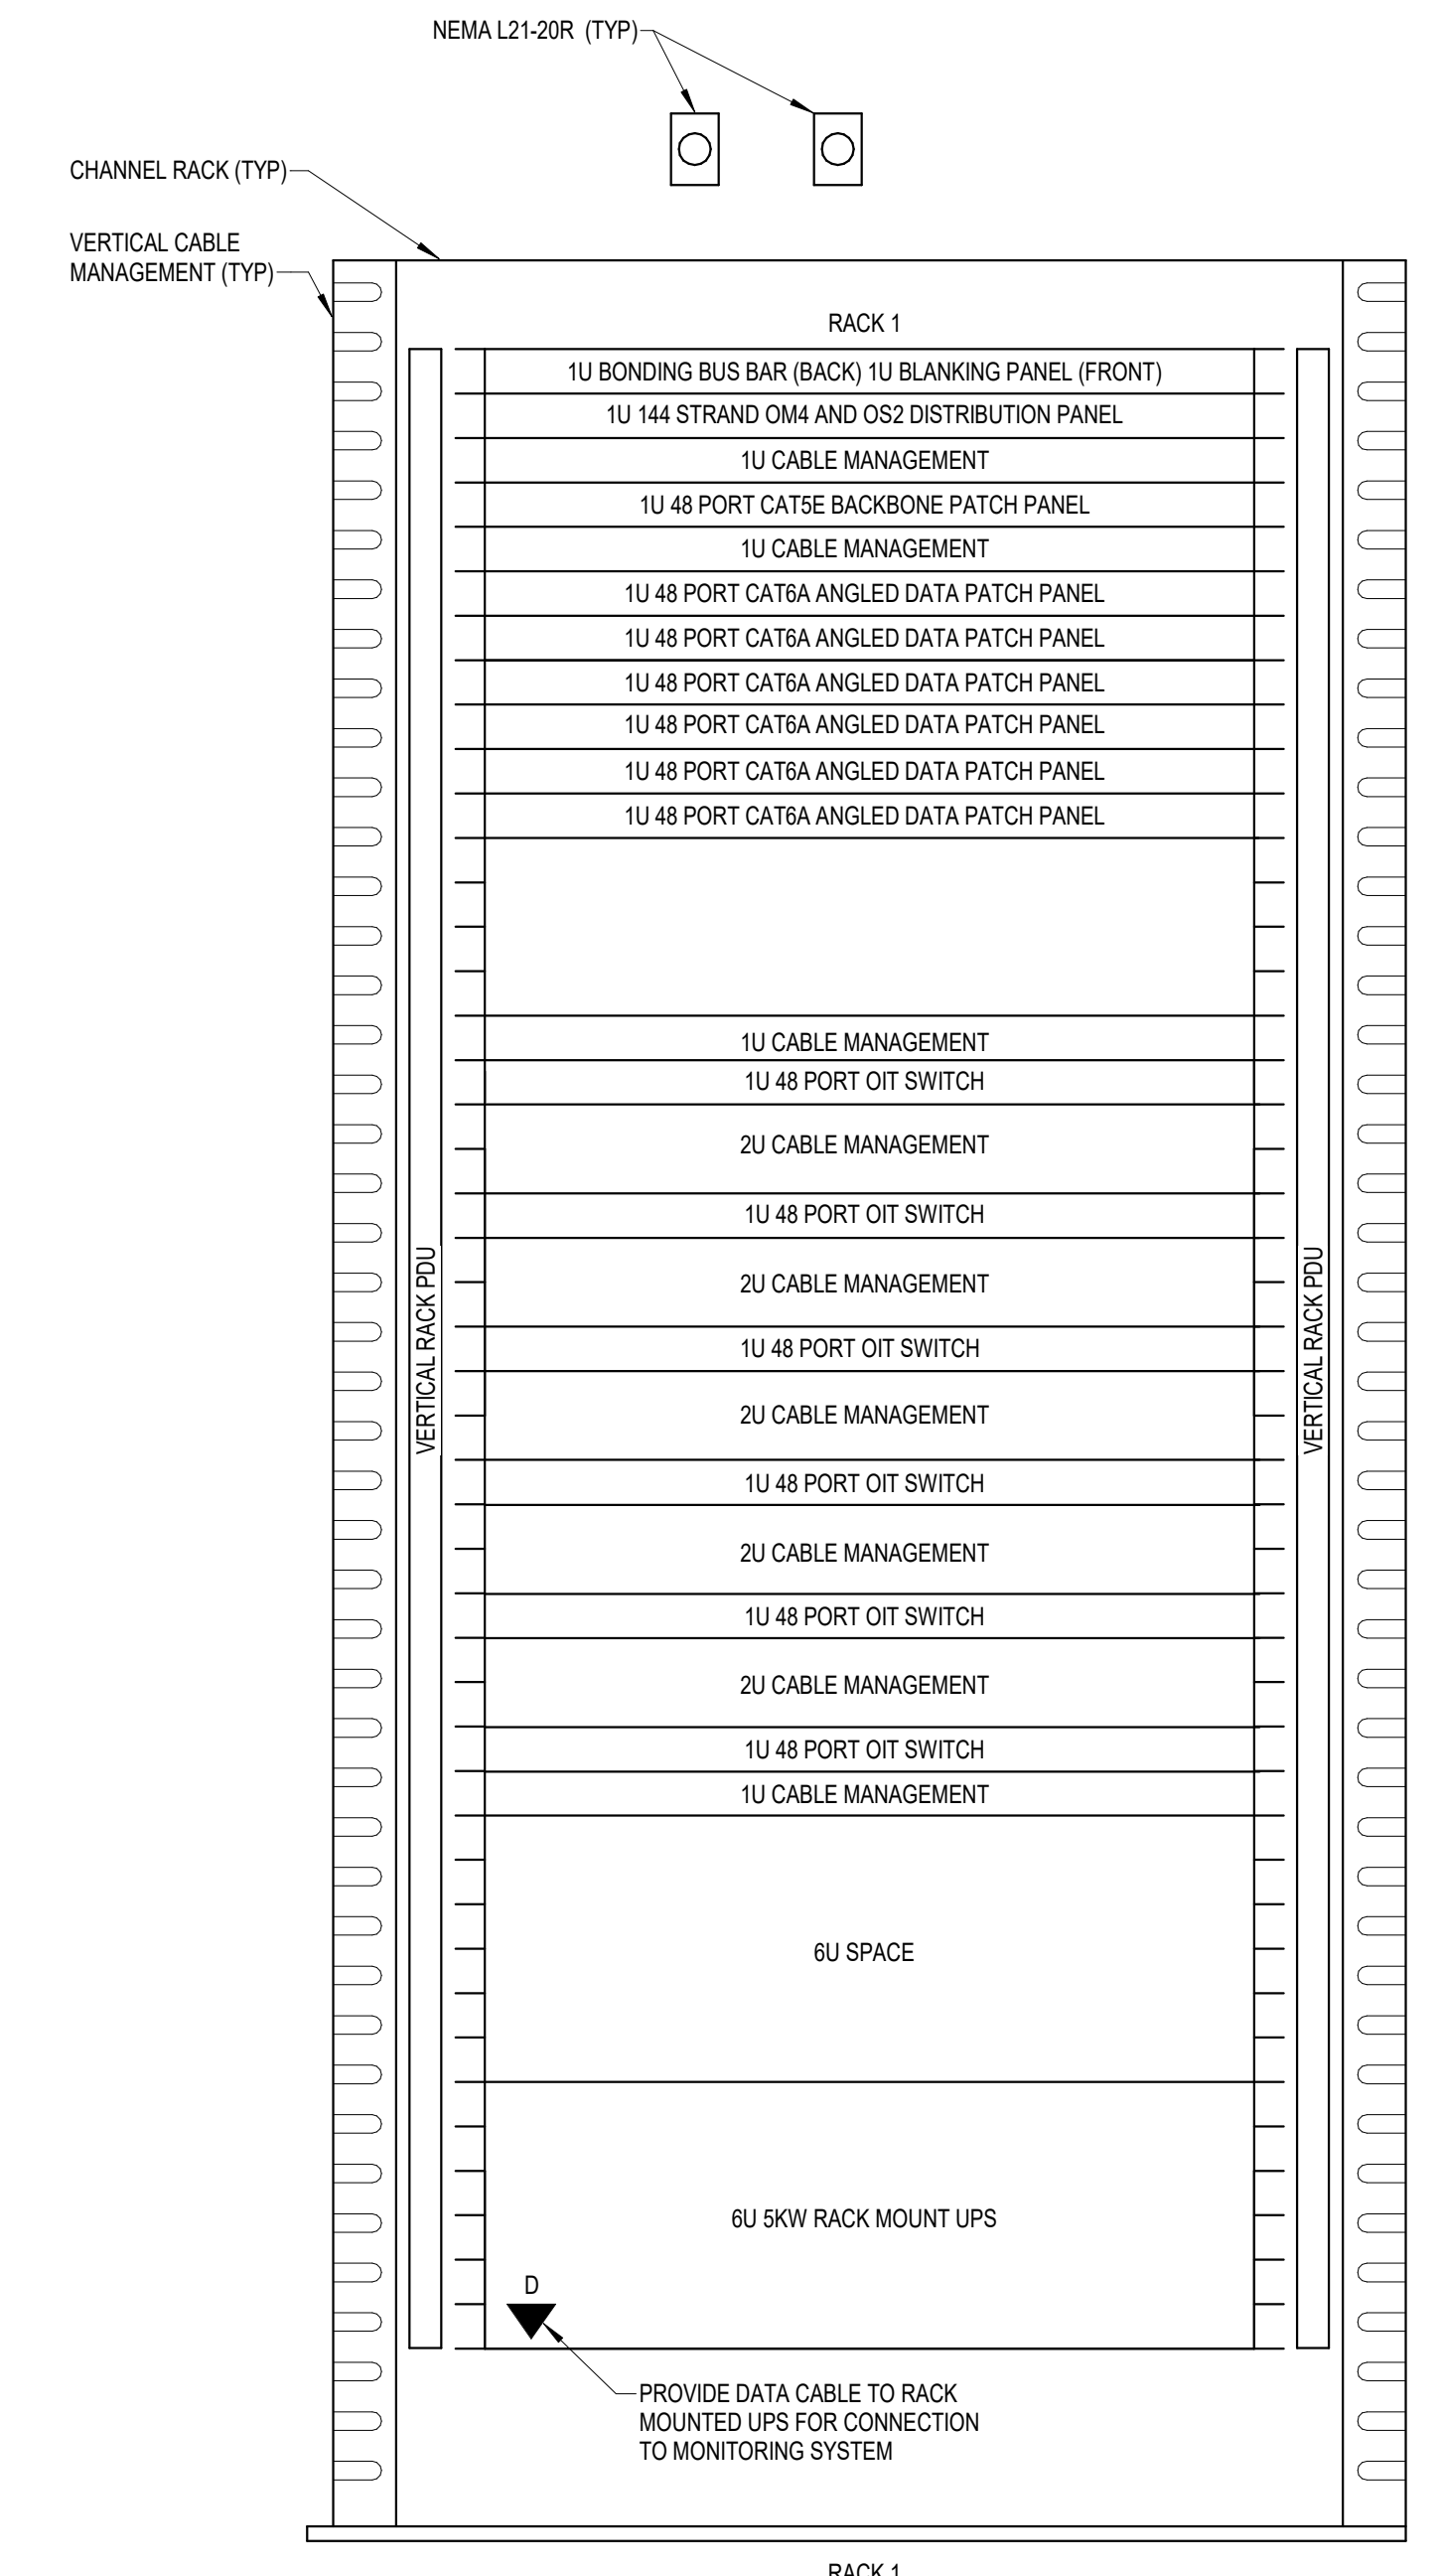 NEMA L21-20R (TYP)
CHANNEL RACK (TYP)
VERTICAL CABLE
MANAGEMENT (TYP)
RACK 1
1U BONDING BUS BAR (BACK) 1U BLANKING PANEL (FRONT)
1U 144 STRAND OM4 AND OS2 DISTRIBUTION PANEL
1U CABLE MANAGEMENT
1U 48 PORT CAT5E BACKBONE PATCH PANEL
1U CABLE MANAGEMENT
1U 48 PORT CAT6A ANGLED DATA PATCH PANEL
1U 48 PORT CAT6A ANGLED DATA PATCH PANEL
1U 48 PORT CAT6A ANGLED DATA PATCH PANEL
1U 48 PORT CAT6A ANGLED DATA PATCH PANEL
1U 48 PORT CAT6A ANGLED DATA PATCH PANEL
1U 48 PORT CAT6A ANGLED DATA PATCH PANEL
1U CABLE MANAGEMENT
1U 48 PORT OIT SWITCH
2U CABLE MANAGEMENT
1U 48 PORT OIT SWITCH
2U CABLE MANAGEMENT
1U 48 PORT OIT SWITCH
2U CABLE MANAGEMENT
1U 48 PORT OIT SWITCH
2U CABLE MANAGEMENT
1U 48 PORT OIT SWITCH
2U CABLE MANAGEMENT
1U 48 PORT OIT SWITCH
1U CABLE MANAGEMENT
VERTICAL RACK PDU
VERTICAL RACK PDU
6U SPACE
6U 5KW RACK MOUNT UPS
D
PROVIDE DATA CABLE TO RACK
MOUNTED UPS FOR CONNECTION
TO MONITORING SYSTEM
RACK 1